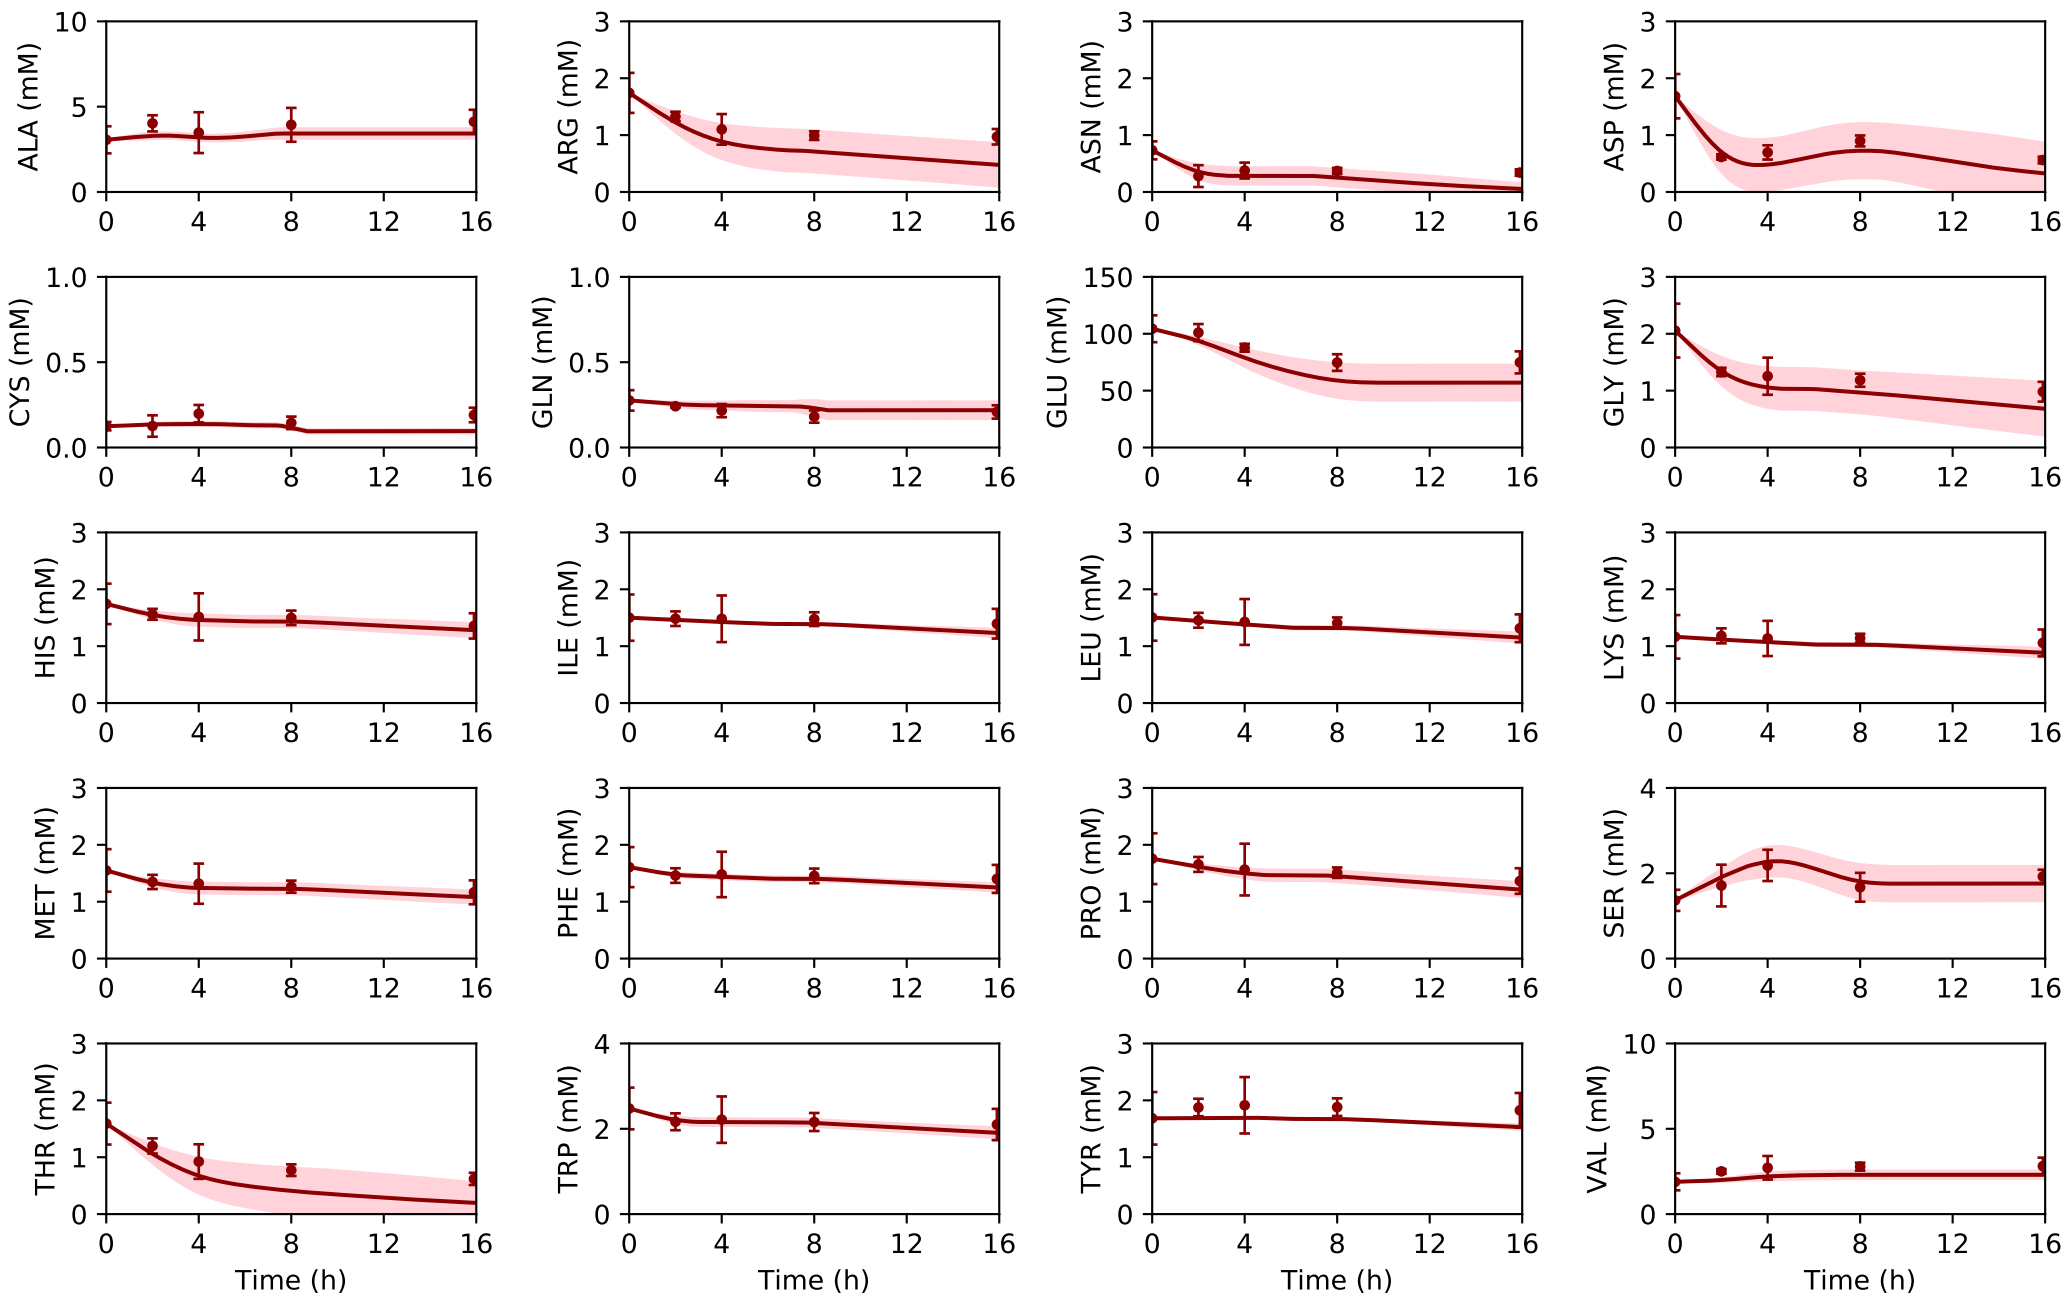 ALA (mM) 10 5 0 0 4 8 12 16
ARG (mM) 3 2 1 0 0 4 8 12 16
ASN (mM) 3 2 1 0 0 4 8 12 16
ASP (mM) 3 2 1 0 0 4 8 12 16
CYS (mM) 1.0 0.5 0.0 0 4 8 12 16
GLN (mM) 1.0 0.5 0.0 0 4 8 12 16
GLU (mM) 150 100 50 0 0 4 8 12 16
GLY (mM) 3 2 1 0 0 4 8 12 16
HIS (mM) 3 2 1 0 0 4 8 12 16
ILE (mM) 3 2 1 0 0 4 8 12 16
LEU (mM) 3 2 1 0 0 4 8 12 16
LYS (mM) 3 2 1 0 0 4 8 12 16
MET (mM) 3 2 1 0 0 4 8 12 16
PHE (mM) 3 2 1 0 0 4 8 12 16
PRO (mM) 3 2 1 0 0 4 8 12 16
SER (mM) 4 2 0 0 4 8 12 16
THR (mM) 3 2 1 0 0 4 8 12 16
Time (h)
TRP (mM) 4 2 0 0 4 8 12 16
Time (h)
TYR (mM) 3 2 1 0 0 4 8 12 16
Time (h)
VAL (mM) 10 5 0 0 4 8 12 16
Time (h)